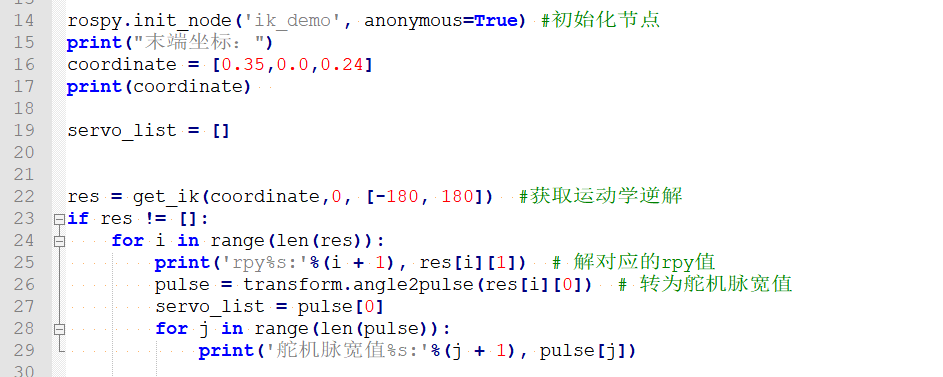 14 rospy.init_node('ik_demo', anonymous=True) #初始化节点
15 print("末端坐标: ")
16 coordinate = [0.35,0.0,0.24]
17 print(coordinate)
18
19 servo_list = []
20
21
22 res = get_ik(coordinate,0, [-180, 180])  #获取运动学逆解
23 if res != []:
24     for i in range(len(res)):
25         print('rpy%s:'%(i + 1), res[i][1])  # 解对应的rpy值
26         pulse = transform.angle2pulse(res[i][0])  # 转为舵机脉宽值
27         servo_list = pulse[0]
28         for j in range(len(pulse)):
29             print('舵机脉宽值%s:'%(j + 1), pulse[j])
30